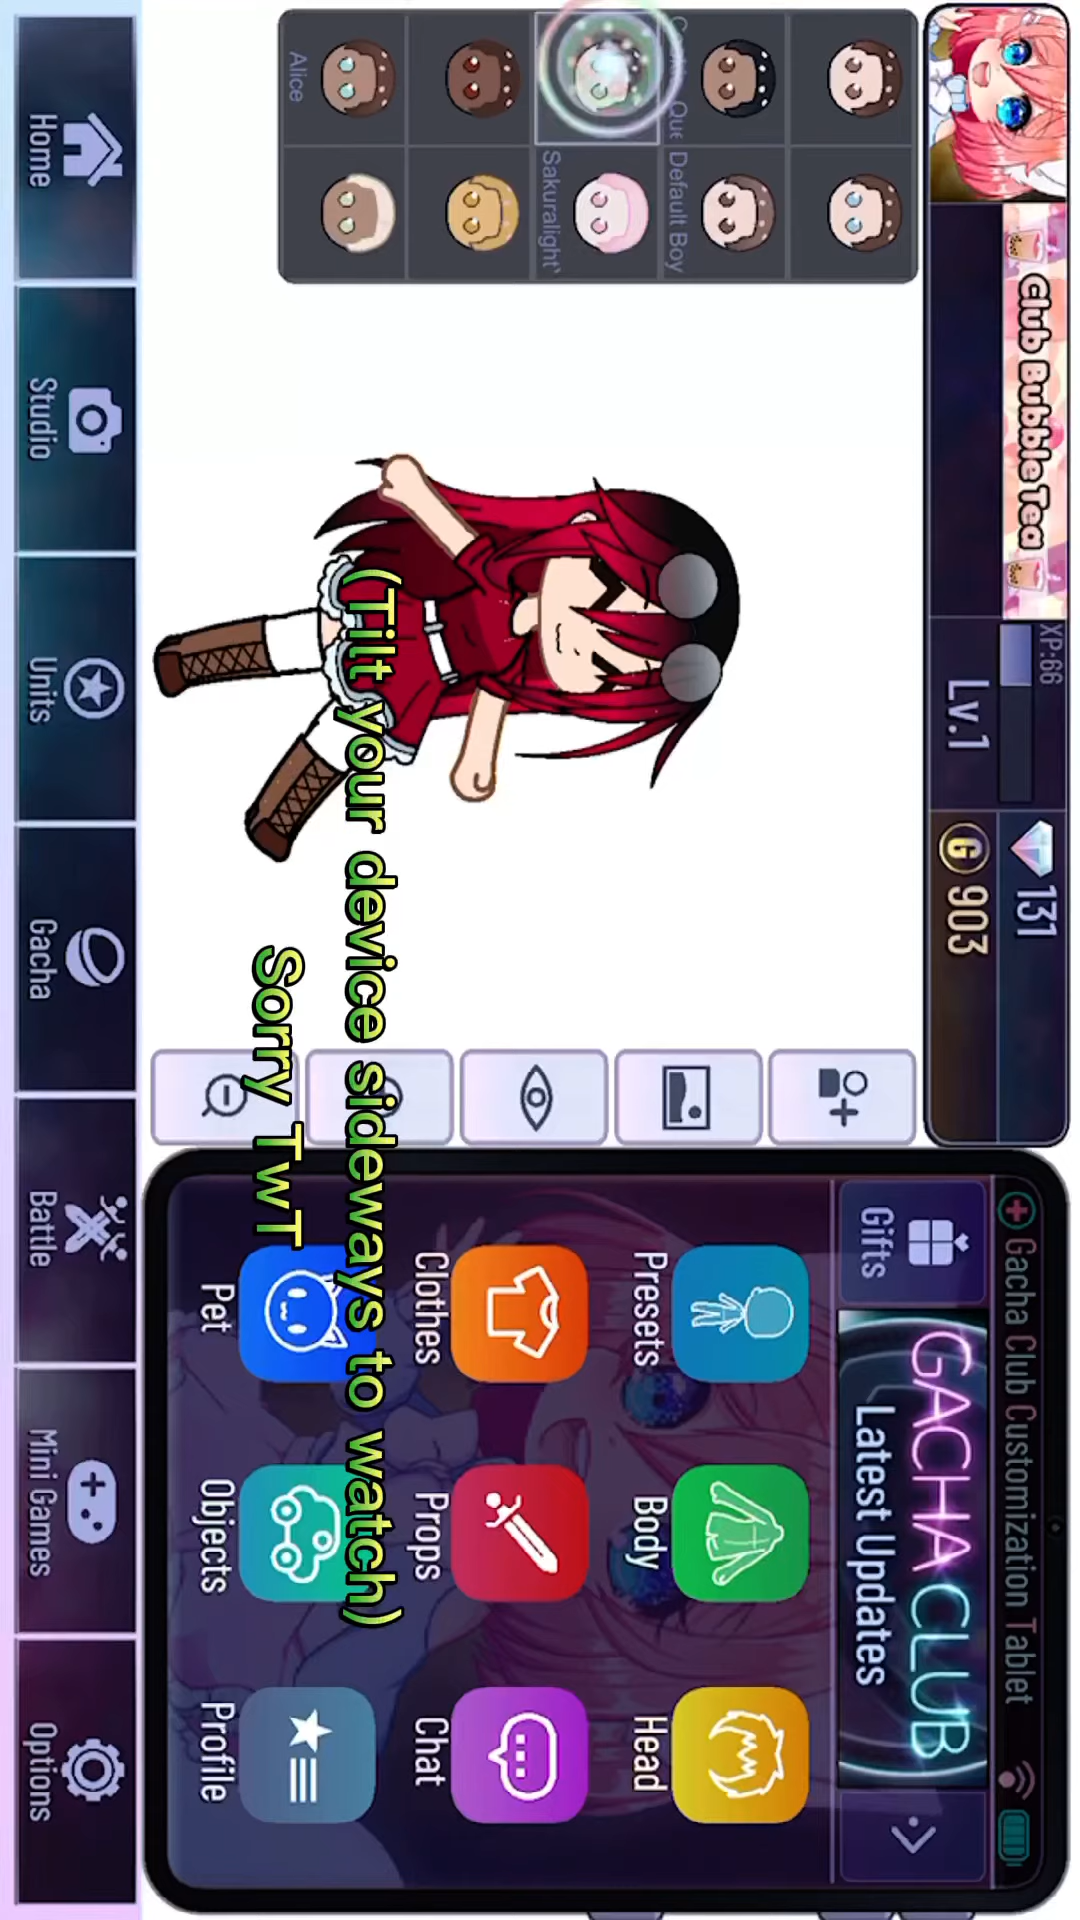 Club Bubble Tea
XP:66
Lv.1
131
903
Default Boy
Sakuralight
Alice
+ Gacha Club Customization Tablet
Gifts
GACHA CLUB
Latest Updates
Presets
Body
Head
Clothes
Props
Chat
Pet
Objects
Profile
(Tilt your device sideways to watch)
Sorry TwT
Home
Studio
Units
Gacha
Battle
Mini Games
Options